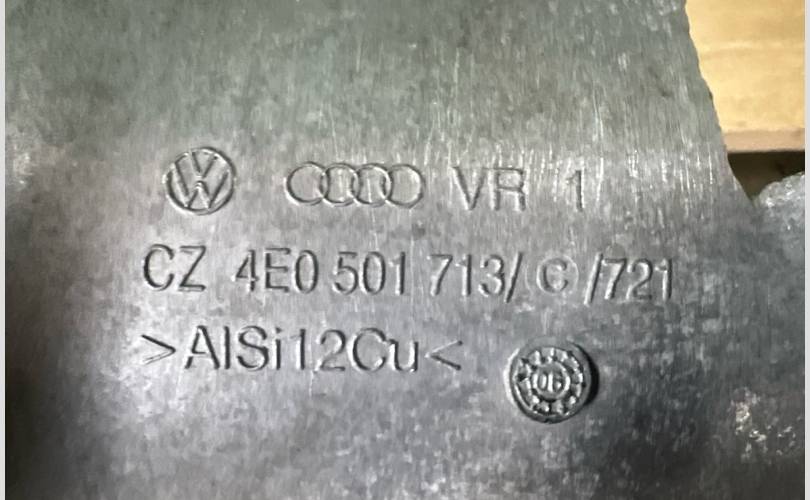 VR 1
CZ 4E0 501 713/ C /721
>AlSi12Cu<